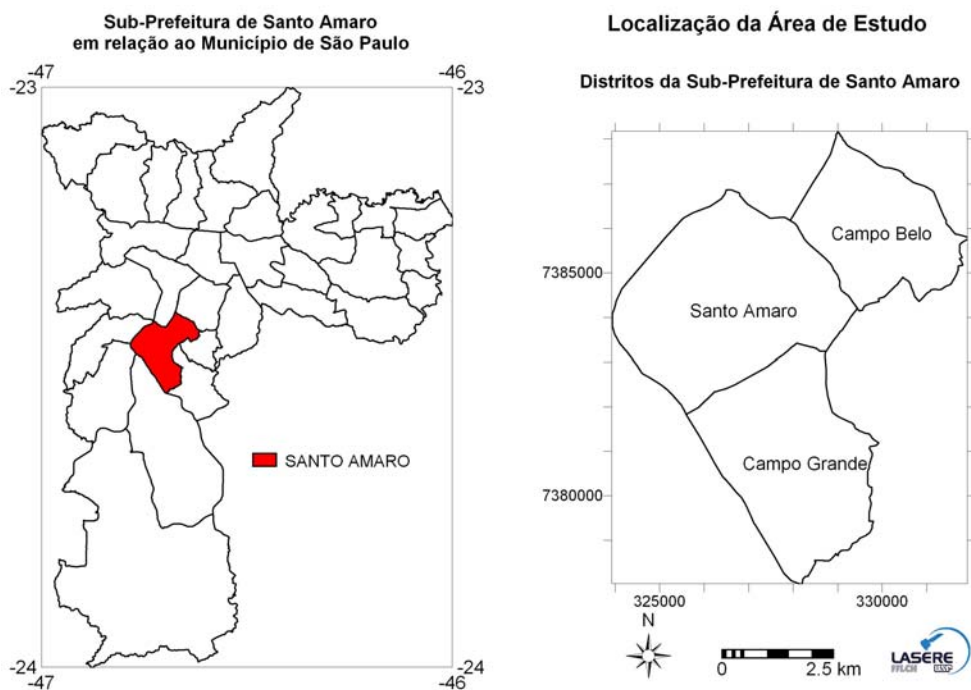 Sub-Prefeitura de Santo Amaro
em relação ao Município de São Paulo
-47
-46
-23
-23
SANTO AMARO
-24
-24
-47
-46
Localização da Área de Estudo
Distritos da Sub-Prefeitura de Santo Amaro
Campo Belo
7385000
Santo Amaro
Campo Grande
7380000
325000
330000
N
0
2.5 km
LASERE
FFLCH